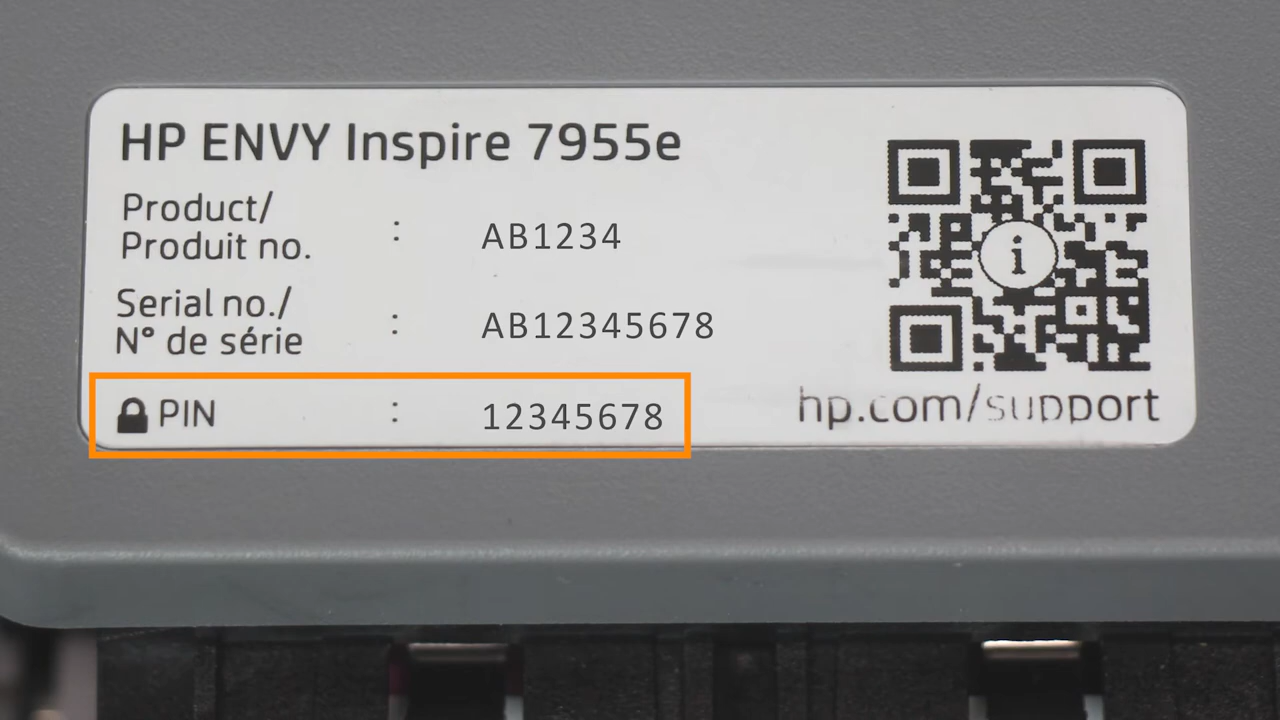 HP ENVY Inspire 7955e
Product/
Produit no. : AB1234
Serial no./
N° de série : AB12345678
PIN : 12345678
i
hp.com/support